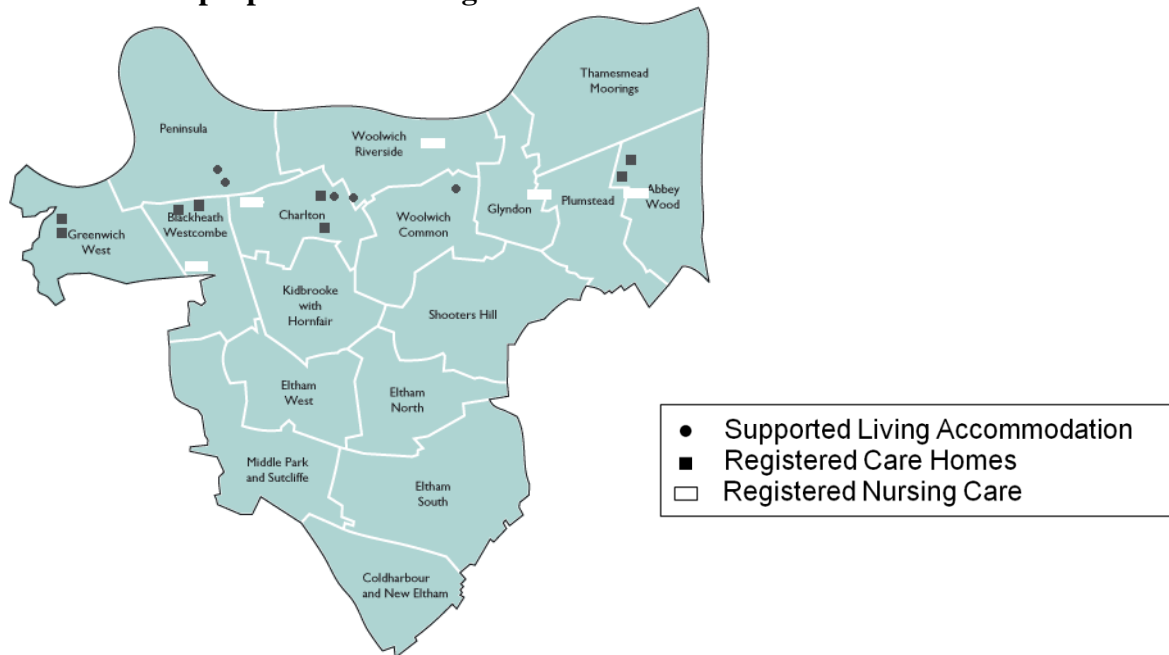 Thamesmead
Moorings
Peninsula
Woolwich
Riverside
Greenwich
West
Blackheath
Westcombe
Charlton
Woolwich
Common
Glyndon
Plumstead
Abbey
Wood
Kidbrooke
with
Hornfair
Shooters Hill
Eltham
West
Eltham
North
Middle Park
and Sutcliffe
Eltham
South
Coldharbour
and New Eltham
Supported Living Accommodation
Registered Care Homes
Registered Nursing Care